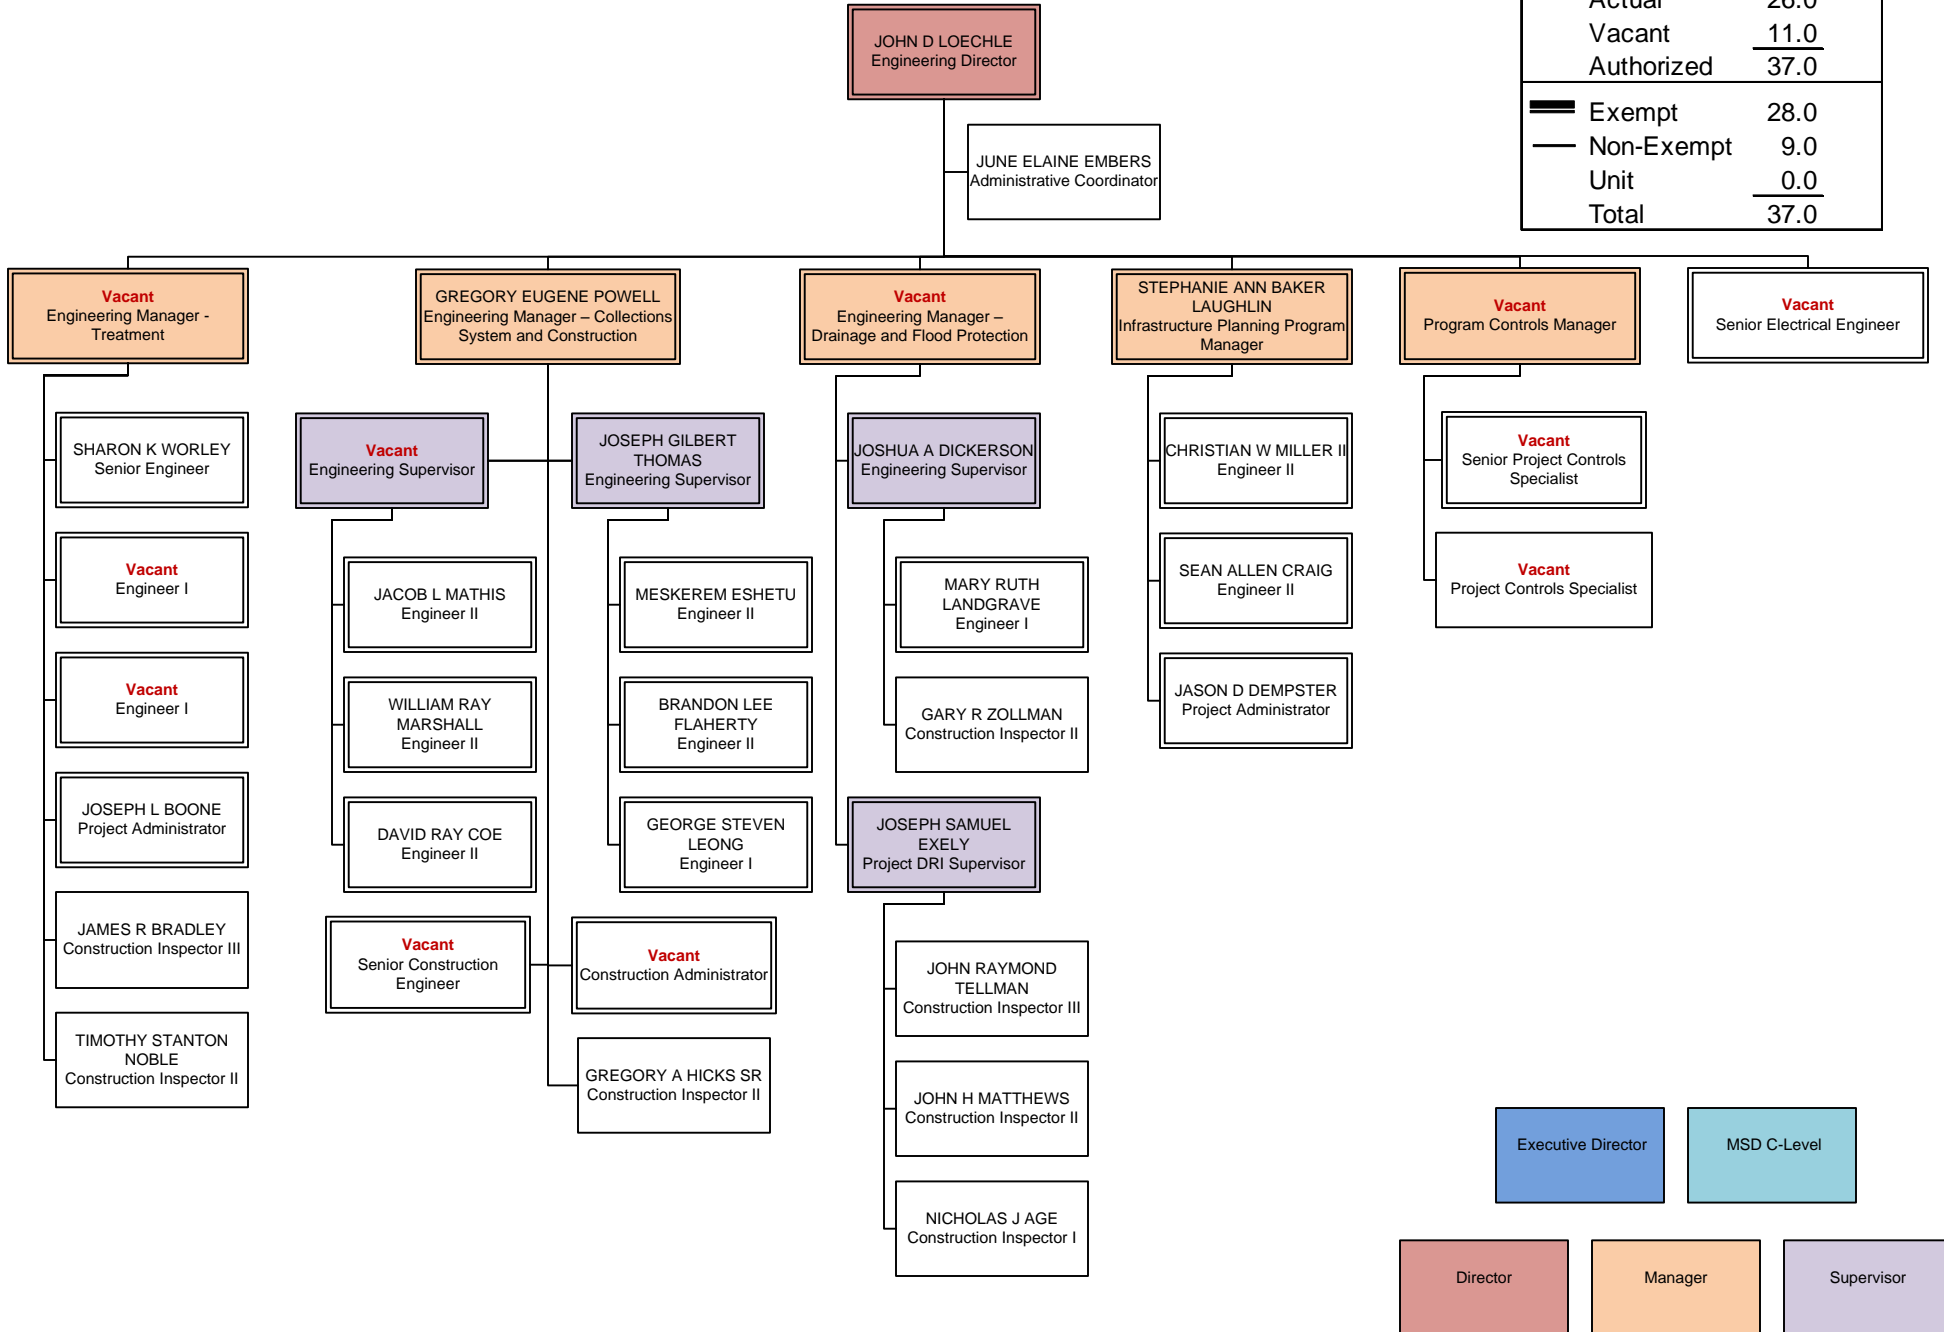 Actual 26.0
Vacant 11.0
Authorized 37.0
Exempt 28.0
Non-Exempt 9.0
Unit 0.0
Total 37.0
JOHN D LOECHLE
Engineering Director
JUNE ELAINE EMBERS
Administrative Coordinator
Vacant
Engineering Manager -
Treatment
GREGORY EUGENE POWELL
Engineering Manager – Collections
System and Construction
Vacant
Engineering Manager –
Drainage and Flood Protection
STEPHANIE ANN BAKER
LAUGHLIN
Infrastructure Planning Program
Manager
Vacant
Program Controls Manager
Vacant
Senior Electrical Engineer
SHARON K WORLEY
Senior Engineer
Vacant
Engineer I
Vacant
Engineer I
JOSEPH L BOONE
Project Administrator
JAMES R BRADLEY
Construction Inspector III
TIMOTHY STANTON
NOBLE
Construction Inspector II
Vacant
Engineering Supervisor
JACOB L MATHIS
Engineer II
WILLIAM RAY
MARSHALL
Engineer II
DAVID RAY COE
Engineer II
JOSEPH GILBERT
THOMAS
Engineering Supervisor
MESKEREM ESHETU
Engineer II
BRANDON LEE
FLAHERTY
Engineer II
GEORGE STEVEN
LEONG
Engineer I
Vacant
Senior Construction
Engineer
Vacant
Construction Administrator
GREGORY A HICKS SR
Construction Inspector II
JOSHUA A DICKERSON
Engineering Supervisor
MARY RUTH
LANDGRAVE
Engineer I
GARY R ZOLLMAN
Construction Inspector II
JOSEPH SAMUEL
EXELY
Project DRI Supervisor
JOHN RAYMOND
TELLMAN
Construction Inspector III
JOHN H MATTHEWS
Construction Inspector II
NICHOLAS J AGE
Construction Inspector I
CHRISTIAN W MILLER II
Engineer II
SEAN ALLEN CRAIG
Engineer II
JASON D DEMPSTER
Project Administrator
Vacant
Senior Project Controls
Specialist
Vacant
Project Controls Specialist
Executive Director
MSD C-Level
Director
Manager
Supervisor